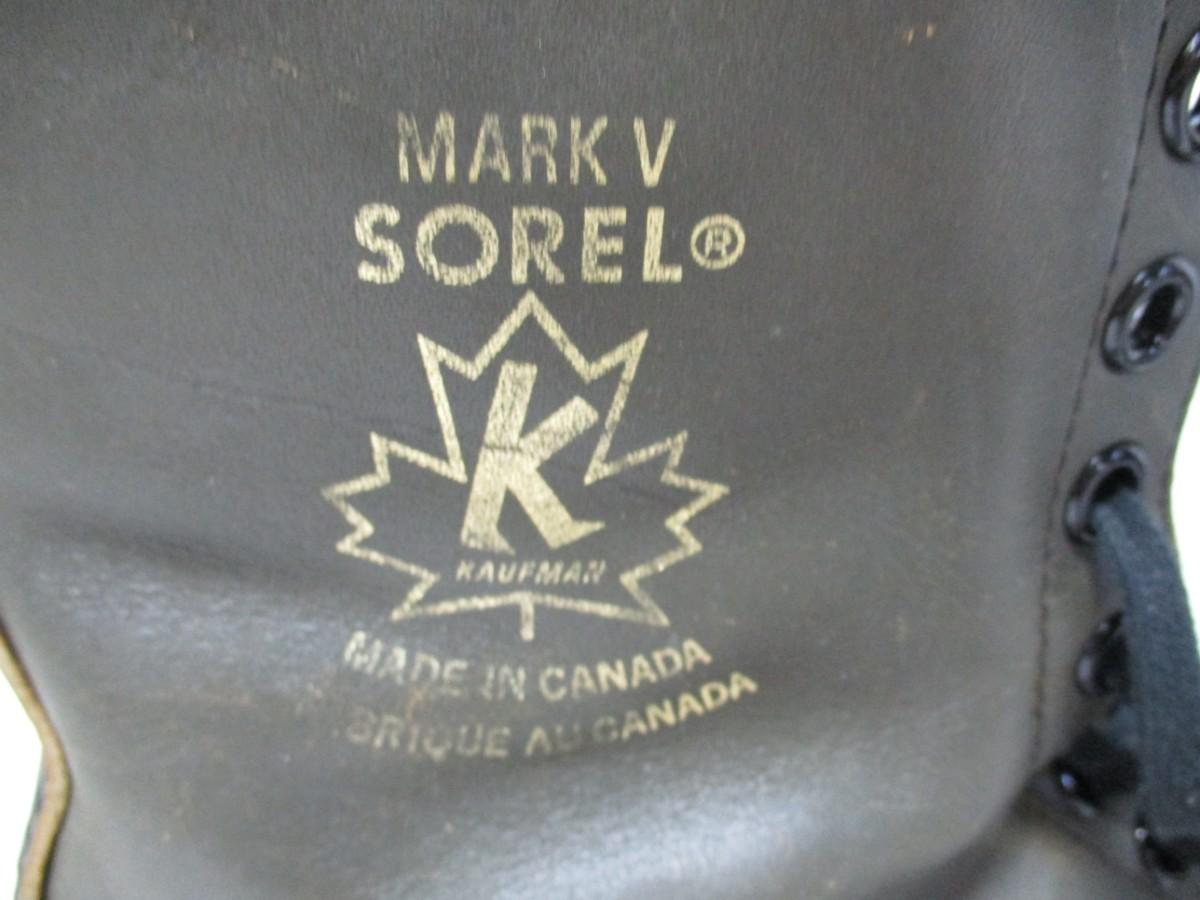 MARK V
SOREL®
K
KAUFMAN
MADE IN CANADA
BRIQUE AU CANADA